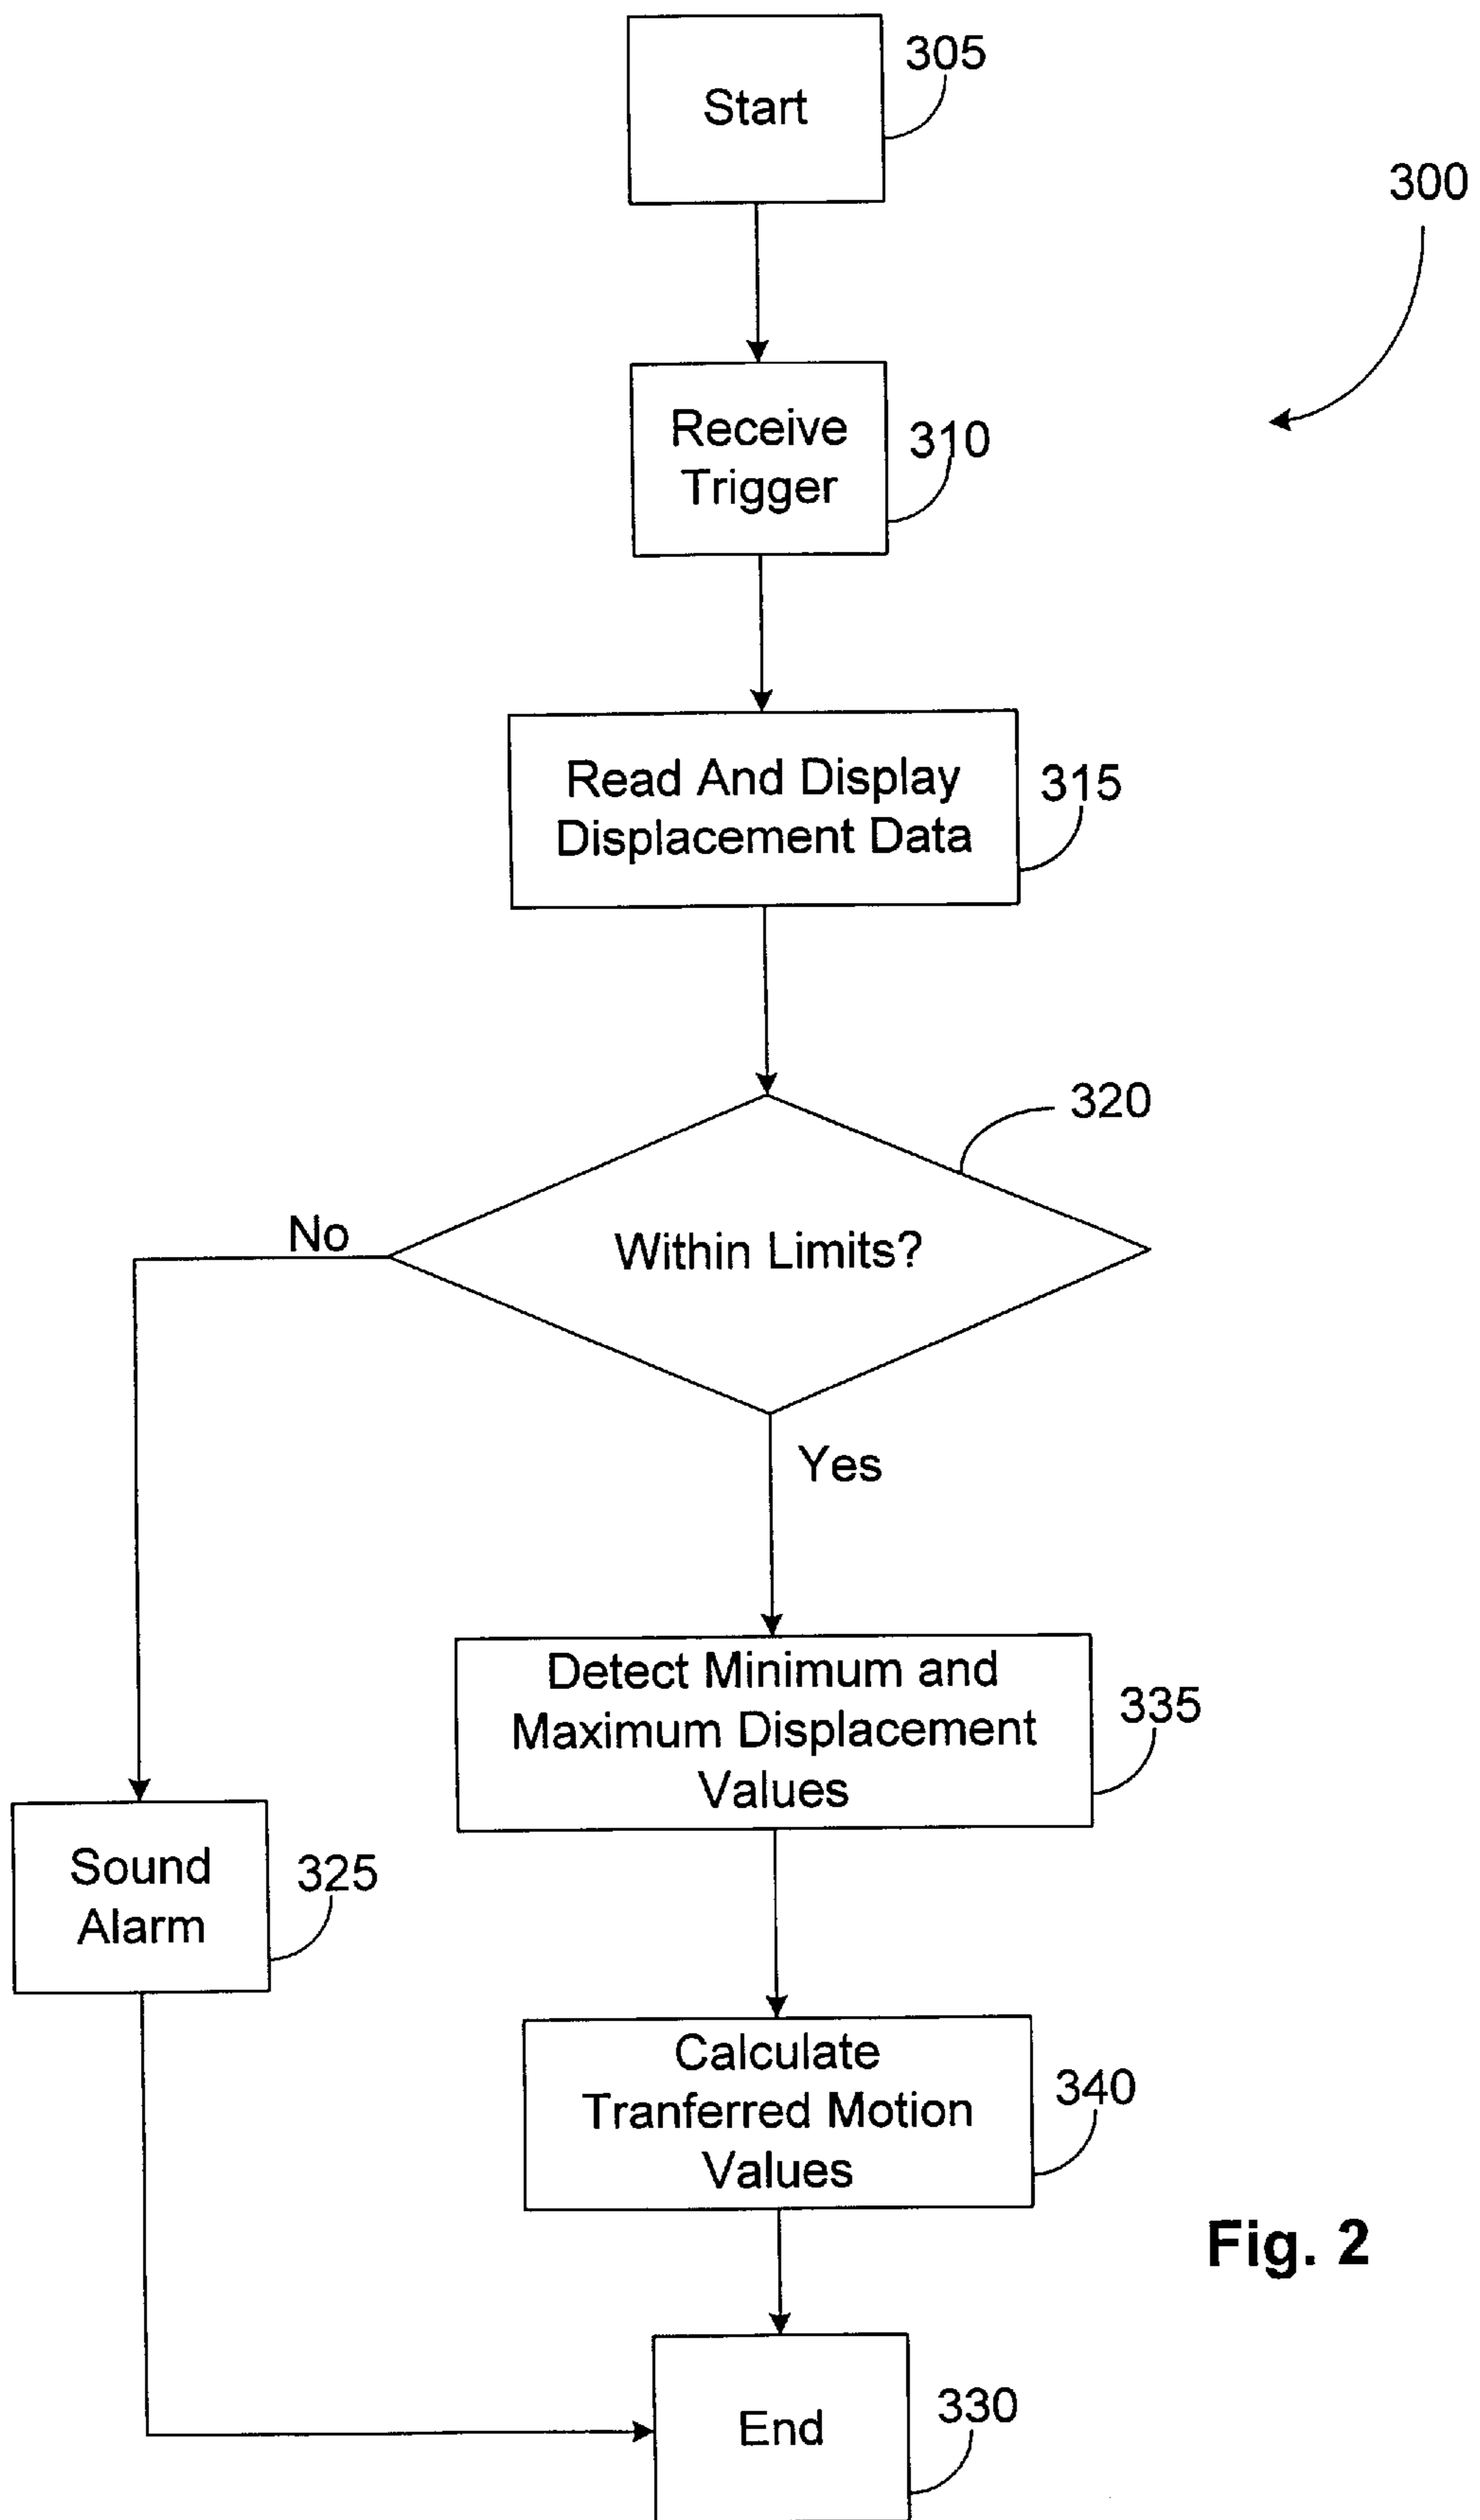 Start
305
300
Receive
Trigger
310
Read And Display
Displacement Data
315
320
Within Limits?
No
Yes
Detect Minimum and
Maximum Displacement
Values
335
Sound
Alarm
325
Calculate
Tranferred Motion
Values
340
Fig. 2
End
330